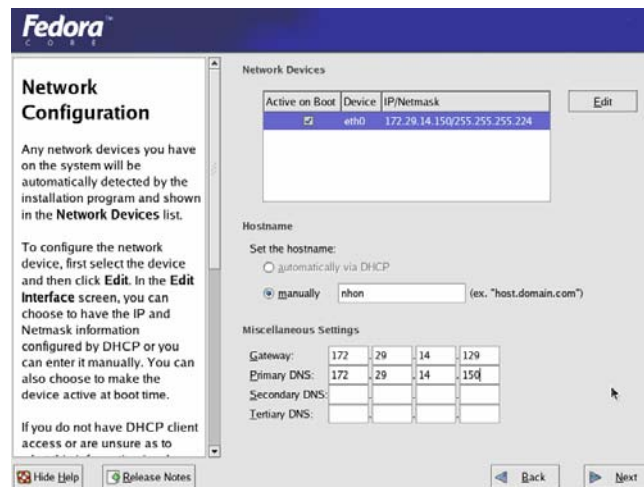 Fedora™
CORE
Network
Configuration
Any network devices you have
on the system will be
automatically detected by the
installation program and shown
in the Network Devices list.
To configure the network
device, first select the device
and then click Edit. In the Edit
Interface screen, you can
choose to have the IP and
Netmask information
configured by DHCP or you
can enter it manually. You can
also choose to make the
device active at boot time.
If you do not have DHCP client
access or are unsure as to
Network Devices
Active on Boot Device IP/Netmask
eth0 172.29.14.150/255.255.255.224
Edit
Hostname
Set the hostname:
automatically via DHCP
manually nhon (ex. "host.domain.com")
Miscellaneous Settings
Gateway: 172 . 29 . 14 . 129
Primary DNS: 172 . 29 . 14 . 150
Secondary DNS: . . .
Tertiary DNS: . . .
Hide Help Release Notes Back Next